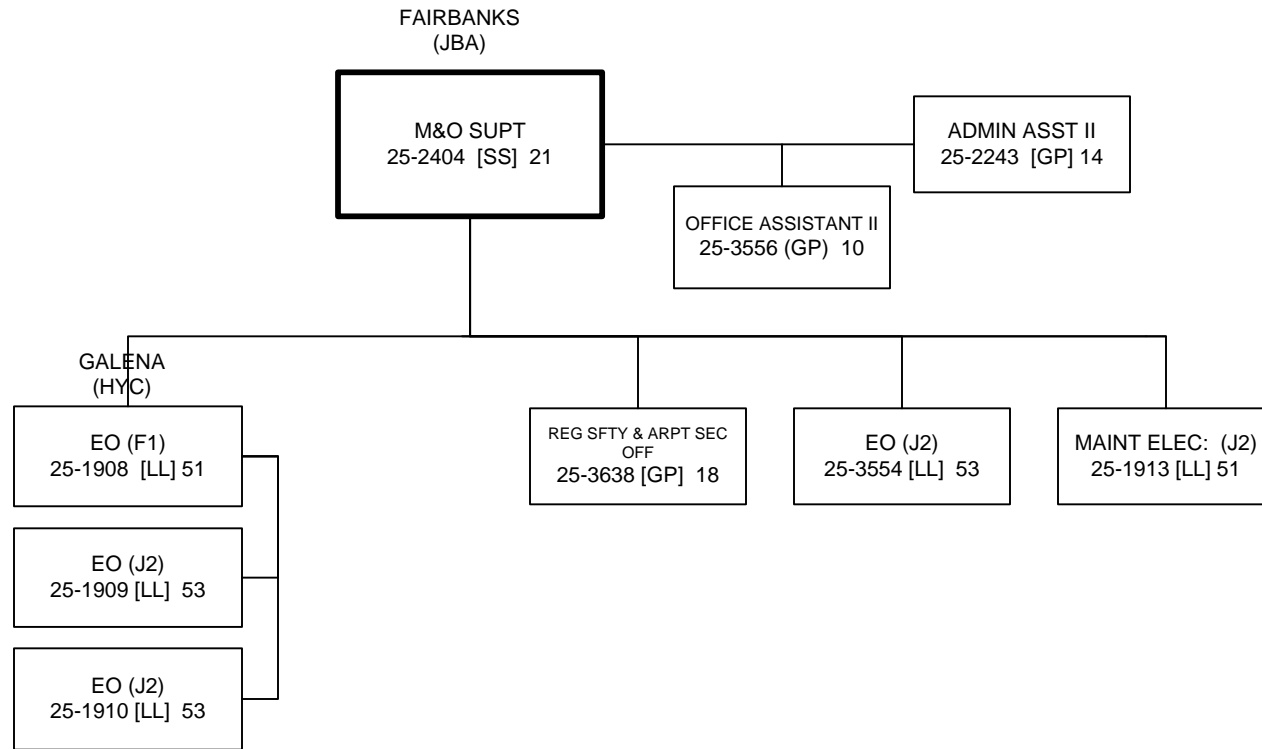 FAIRBANKS
(JBA)
M&O SUPT
25-2404 [SS] 21
ADMIN ASST II
25-2243 [GP] 14
OFFICE ASSISTANT II
25-3556 (GP) 10
GALENA
(HYC)
EO (F1)
25-1908 [LL] 51
REG SFTY & ARPT SEC
OFF
25-3638 [GP] 18
EO (J2)
25-3554 [LL] 53
MAINT ELEC: (J2)
25-1913 [LL] 51
EO (J2)
25-1909 [LL] 53
EO (J2)
25-1910 [LL] 53